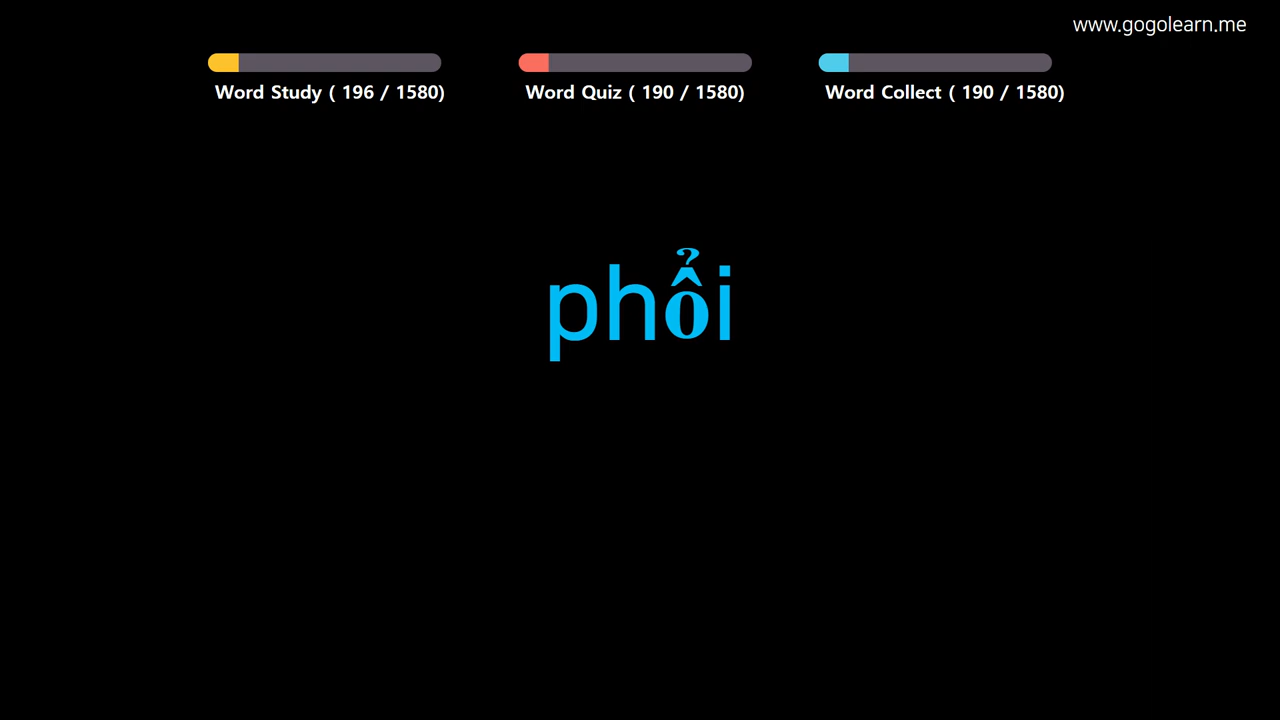 www.gogolearn.me
Word Study ( 196 / 1580)
Word Quiz ( 190 / 1580)
Word Collect ( 190 / 1580)
phổi